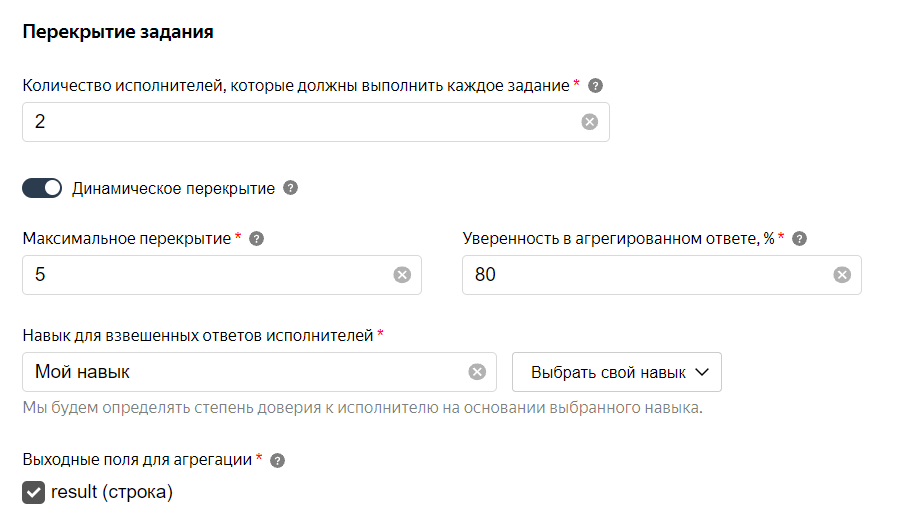 Перекрытие задания
Количество исполнителей, которые должны выполнить каждое задание * ?
2
Динамическое перекрытие ?
Максимальное перекрытие * ? Уверенность в агрегированном ответе, % * ?
5 80
Навык для взвешенных ответов исполнителей *
Мой навык Выбрать свой навык
Мы будем определять степень доверия к исполнителю на основании выбранного навыка.
Выходные поля для агрегации * ?
result (строка)